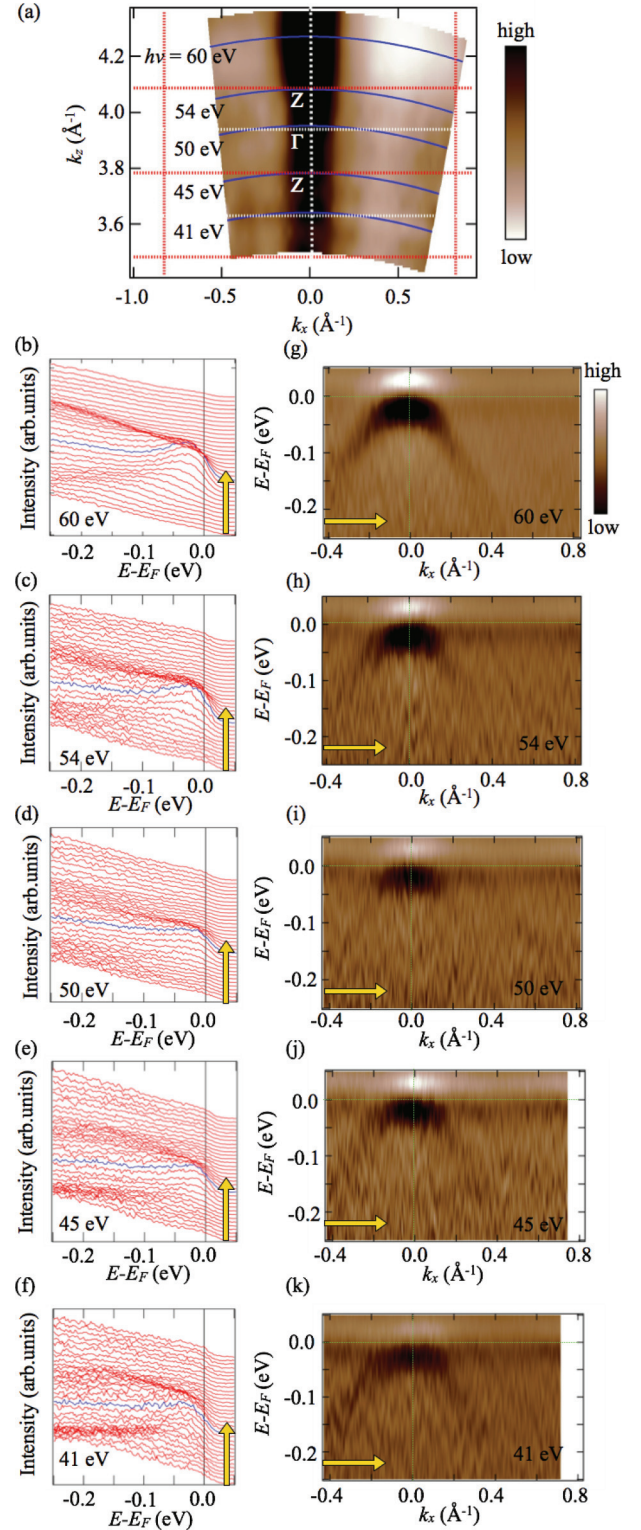 (a)
high
low
k_z (Å⁻¹)
4.2
4.0
3.8
3.6
hν = 60 eV
54 eV
50 eV
45 eV
41 eV
Z
Γ
Z
-1.0 -0.5 0.0 0.5
k_x (Å⁻¹)
(b)
Intensity (arb.units)
60 eV
-0.2 -0.1 0.0
E-E_F (eV)
(g)
high
low
E-E_F (eV)
0.0
-0.1
-0.2
60 eV
-0.4 0.0 0.4 0.8
k_x (Å⁻¹)
(c)
Intensity (arb.units)
54 eV
-0.2 -0.1 0.0
E-E_F (eV)
(h)
E-E_F (eV)
0.0
-0.1
-0.2
54 eV
-0.4 0.0 0.4 0.8
k_x (Å⁻¹)
(d)
Intensity (arb.units)
50 eV
-0.2 -0.1 0.0
E-E_F (eV)
(i)
E-E_F (eV)
0.0
-0.1
-0.2
50 eV
-0.4 0.0 0.4 0.8
k_x (Å⁻¹)
(e)
Intensity (arb.units)
45 eV
-0.2 -0.1 0.0
E-E_F (eV)
(j)
E-E_F (eV)
0.0
-0.1
-0.2
45 eV
-0.4 0.0 0.4 0.8
k_x (Å⁻¹)
(f)
Intensity (arb.units)
41 eV
-0.2 -0.1 0.0
E-E_F (eV)
(k)
E-E_F (eV)
0.0
-0.1
-0.2
41 eV
-0.4 0.0 0.4 0.8
k_x (Å⁻¹)